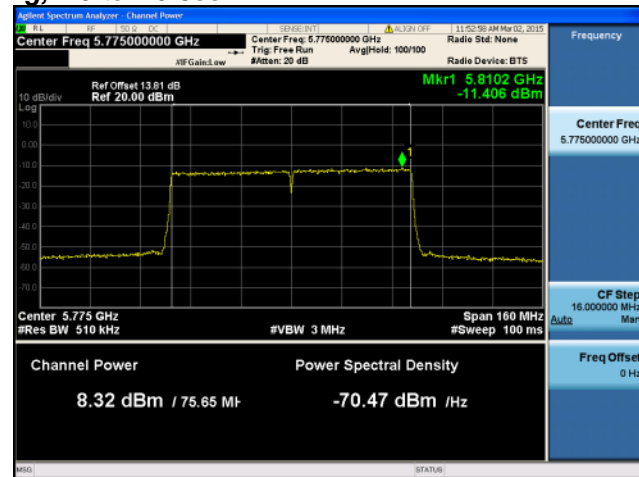 Agilent Spectrum Analyzer - Channel Power
RL RF 50 Ω DC SENSE:INT ALIGN OFF 11:52:58 AM Mar 02, 2015
Center Freq 5.775000000 GHz Center Freq: 5.775000000 GHz Radio Std: None Frequency
Trig: Free Run Avg|Hold: 100/100
#IFGain:Low #Atten: 20 dB Radio Device: BTS
Ref Offset 13.81 dB Mkr1 5.8102 GHz
10 dB/div Ref 20.00 dBm -11.406 dBm
Log
10.0
0.00
-10.0
-20.0
-30.0
-40.0
-50.0
-60.0
-70.0
1
Center Freq
5.775000000 GHz
Center 5.775 GHz Span 160 MHz
#Res BW 510 kHz #VBW 3 MHz #Sweep 100 ms
CF Step
16.000000 MHz
Auto Man
Channel Power Power Spectral Density
8.32 dBm / 75.65 MH -70.47 dBm /Hz
Freq Offset
0 Hz
MSG STATUS